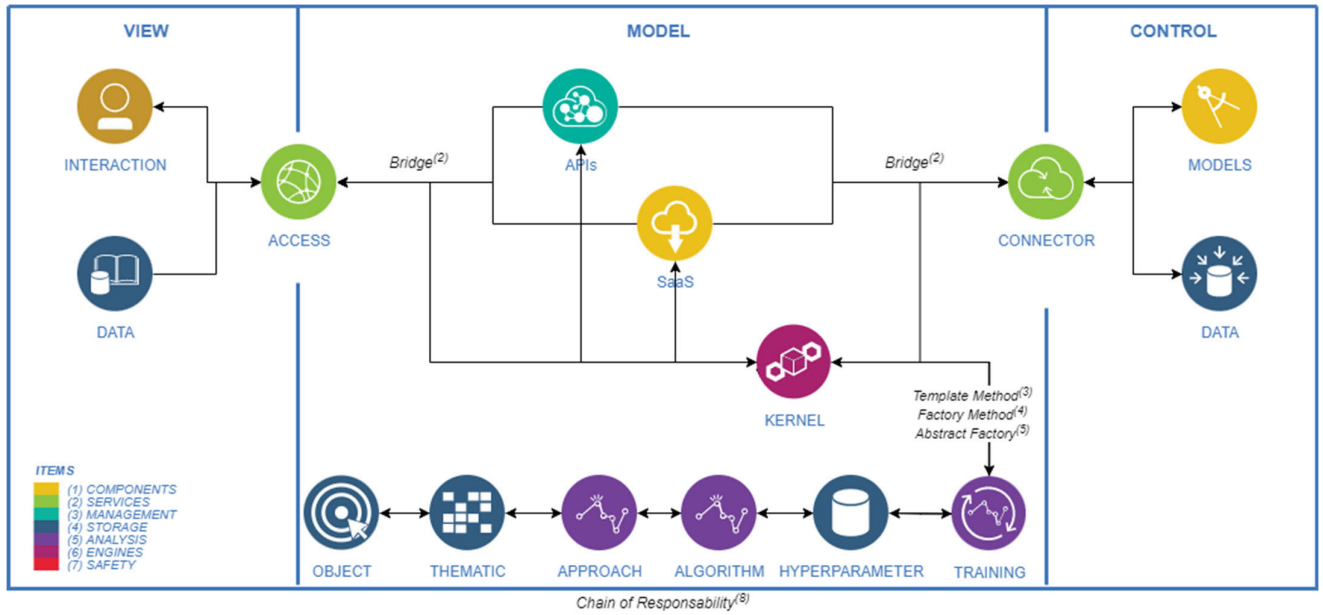 VIEW
MODEL
CONTROL
INTERACTION
APIs
MODELS
Bridge(2)
Bridge(2)
ACCESS
CONNECTOR
SaaS
DATA
DATA
KERNEL
Template Method(3)
Factory Method(4)
Abstract Factory(5)
ITEMS
(1) COMPONENTS
(2) SERVICES
(3) MANAGEMENT
(4) STORAGE
(5) ANALYSIS
(6) ENGINES
(7) SAFETY
OBJECT
THEMATIC
APPROACH
ALGORITHM
HYPERPARAMETER
TRAINING
Chain of Responsability(8)